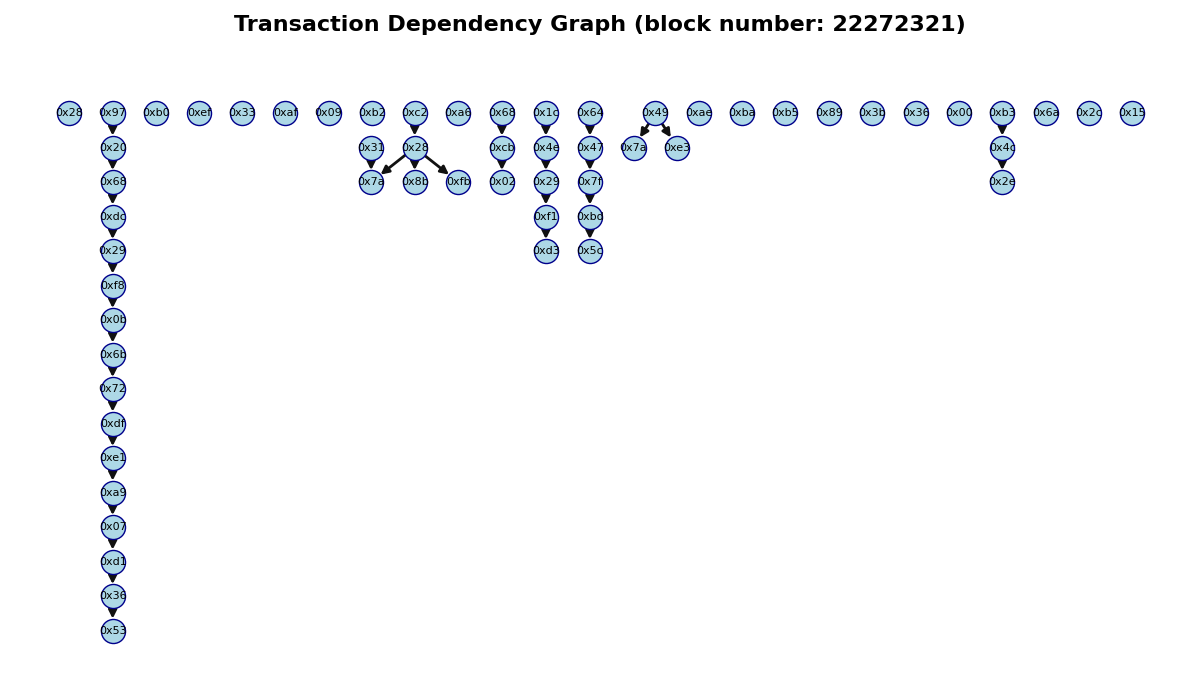 Transaction Dependency Graph (block number: 22272321)
0x28 0x97 0xb0 0xef 0x33 0xaf 0x09 0xb2 0xc2 0xa6 0x68 0x1c 0x64 0x49 0xae 0xba 0xb5 0x89 0x3b 0x36 0x00 0xb3 0x6a 0x2c 0x15
0x20 0x31 0x28 0xcb 0x4e 0x47 0x7a 0xe3 0x4c
0x68 0x7a 0x8b 0xfb 0x02 0x29 0x7f 0x2e
0xdc 0xf1 0xbd
0x29 0xd3 0x5c
0xf8
0x0b
0x6b
0x72
0xdf
0xe1
0xa9
0x07
0xd1
0x36
0x53